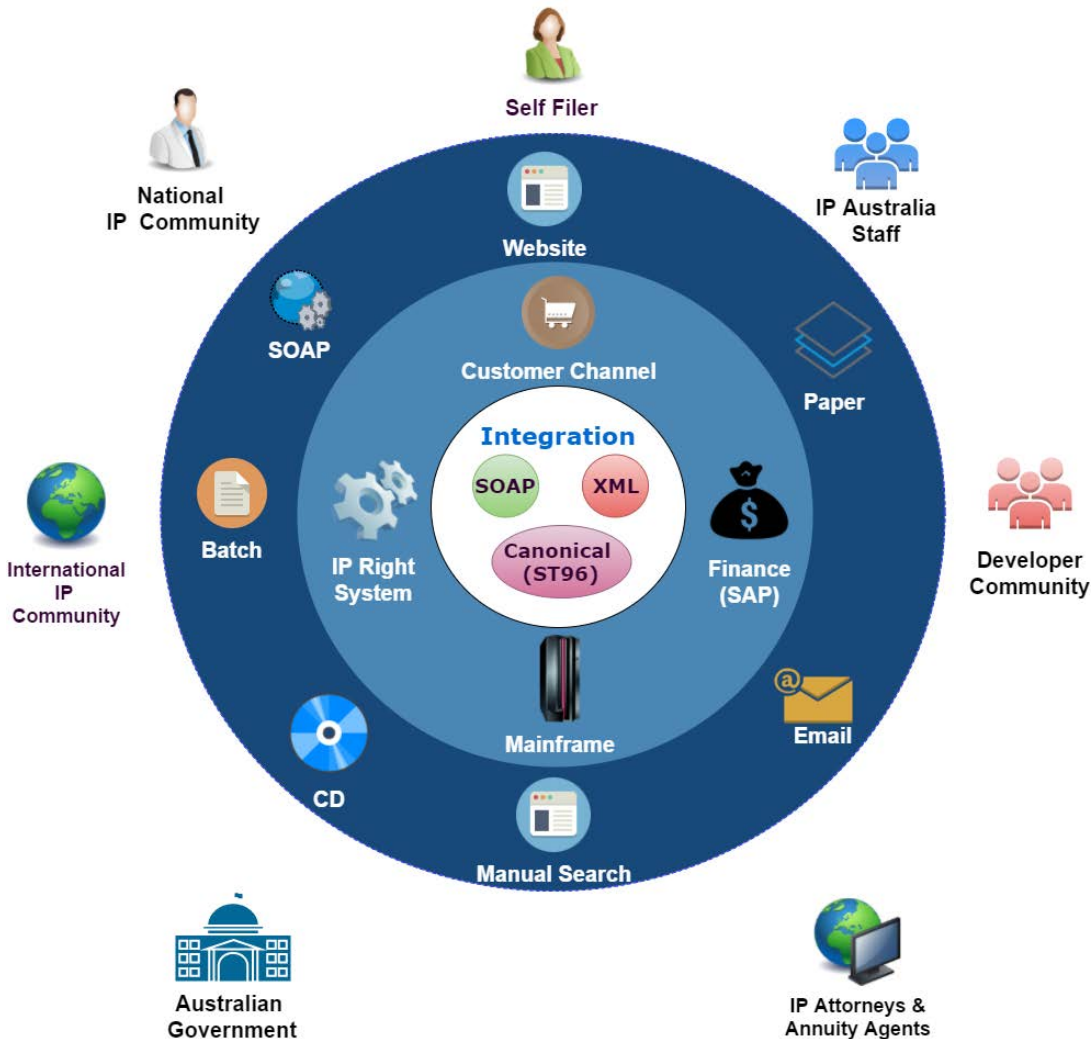 Self Filer
National
IP Community
IP Australia
Staff
Website
SOAP
Customer Channel
Paper
Integration
SOAP
XML
Canonical
(ST96)
$
Batch
IP Right
System
Finance
(SAP)
International
IP
Community
Developer
Community
Mainframe
@
Email
CD
Manual Search
Australian
Government
IP Attorneys &
Annuity Agents